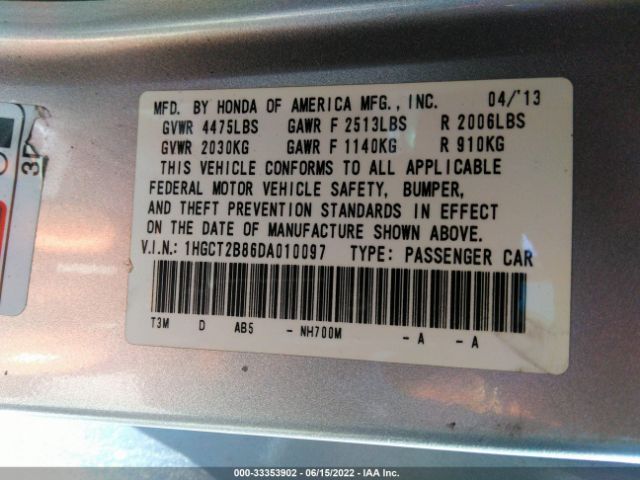 MFD. BY HONDA OF AMERICA MFG., INC. 04/'13
GVWR 4475LBS GAWR F 2513LBS R 2006LBS
GVWR 2030KG GAWR F 1140KG R 910KG
THIS VEHICLE CONFORMS TO ALL APPLICABLE
FEDERAL MOTOR VEHICLE SAFETY, BUMPER,
AND THEFT PREVENTION STANDARDS IN EFFECT
ON THE DATE OF MANUFACTURE SHOWN ABOVE.
V.I.N.: 1HGCT2B86DA010097 TYPE: PASSENGER CAR
T3M D AB5 - NH700M - A - A
000-33353902 - 06/15/2022 - IAA Inc.